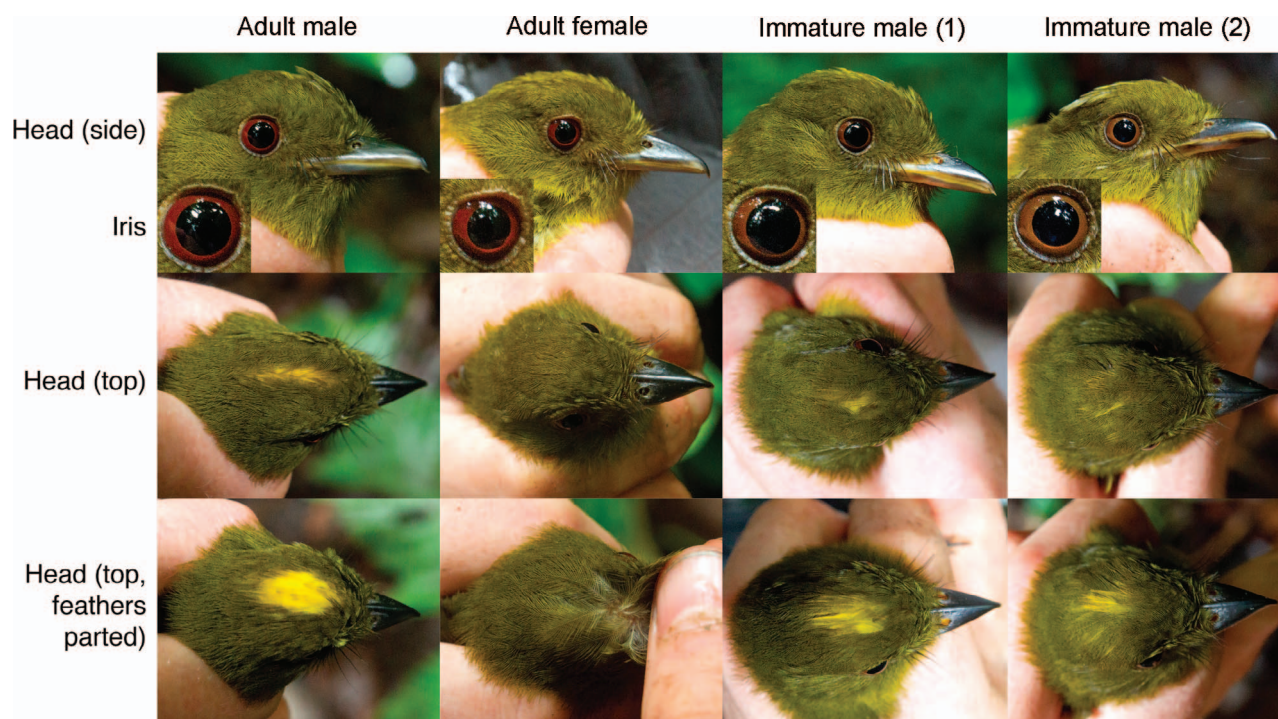 Adult male
Adult female
Immature male (1)
Immature male (2)
Head (side)
Iris
Head (top)
Head (top,
feathers
parted)